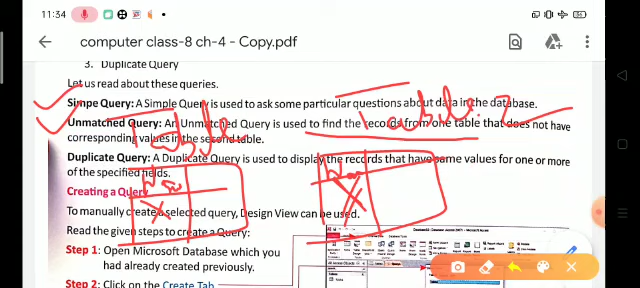 11:34
computer class-8 ch-4 - Copy.pdf
3. Duplicate Query
Let us read about these queries.
Simpe Query: A Simple Query is used to ask some particular questions about data in the database.
Unmatched Query: An Unmatched Query is used to find the records from one table that does not have
corresponding values in the second table.
Table
Table 2
Duplicate Query: A Duplicate Query is used to display the records that have same values for one or more
of the specified fields.
Creating a Query
To manually create a selected query, Design View can be used.
Read the given steps to create a Query:
Step 1: Open Microsoft Database which you
had already created previously.
Step 2: Click on the Create Tab